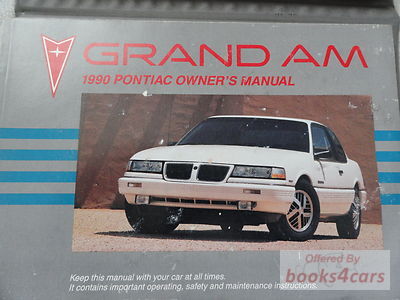 GRAND AM
1990 PONTIAC OWNER'S MANUAL
Keep this manual with your car at all times.
It contains important operating, safety and maintenance instructions.
Offered By
books4cars